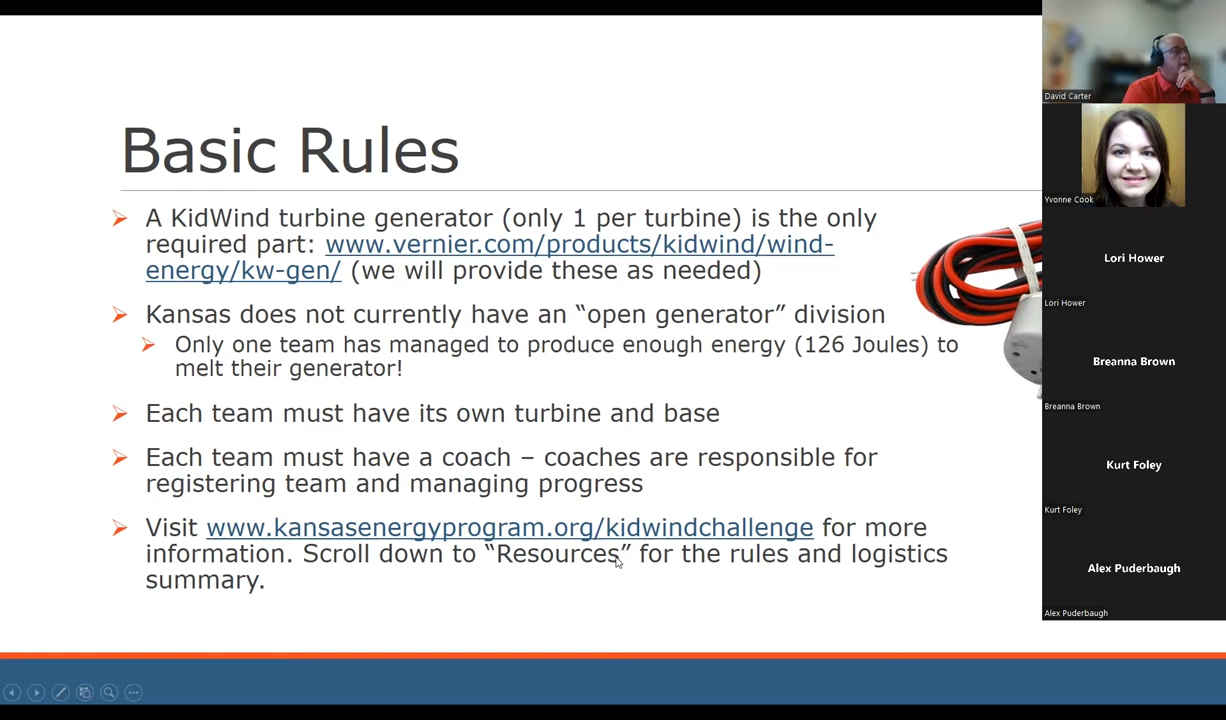 Basic Rules
A KidWind turbine generator (only 1 per turbine) is the only
required part: www.vernier.com/products/kidwind/wind-
energy/kw-gen/ (we will provide these as needed)
Kansas does not currently have an “open generator” division
Only one team has managed to produce enough energy (126 Joules) to
melt their generator!
Each team must have its own turbine and base
Each team must have a coach – coaches are responsible for
registering team and managing progress
Visit www.kansasenergyprogram.org/kidwindchallenge for more
information. Scroll down to “Resources” for the rules and logistics
summary.
David Carter
Yvonne Cook
Lori Hower
Lori Hower
Breanna Brown
Breanna Brown
Kurt Foley
Kurt Foley
Alex Puderbaugh
Alex Puderbaugh